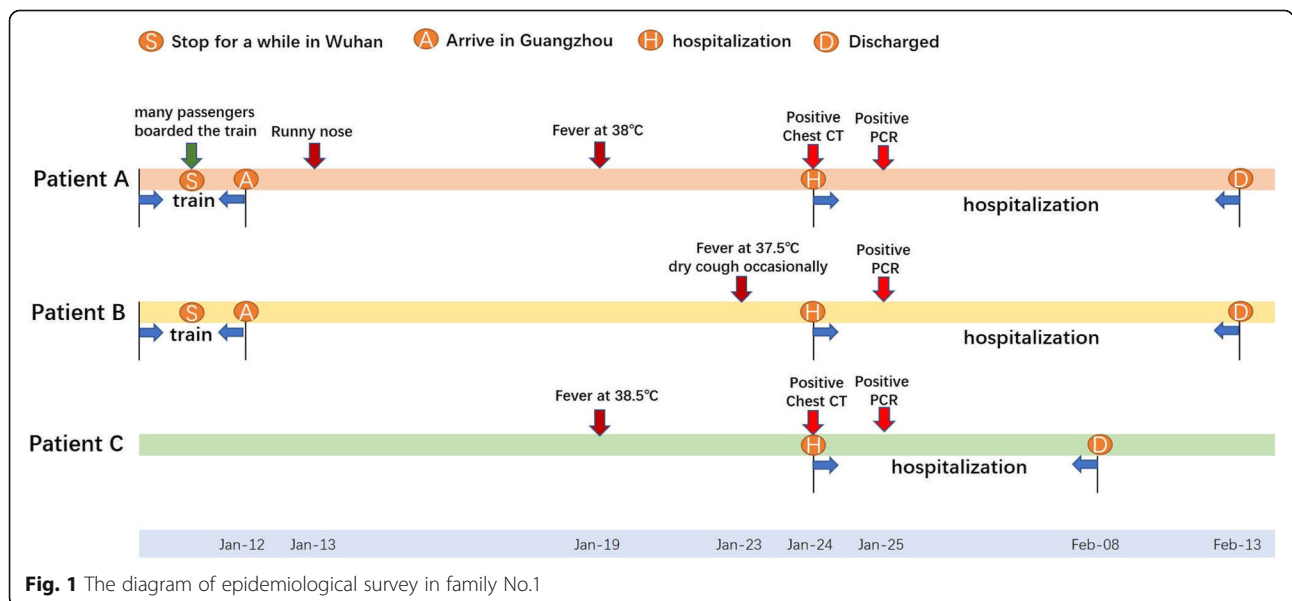 S Stop for a while in Wuhan A Arrive in Guangzhou H hospitalization D Discharged
many passengers
boarded the train
Runny nose
Fever at 38°C
Positive
Chest CT
Positive
PCR
Patient A
S
A
H
D
train
hospitalization
Fever at 37.5°C
dry cough occasionally
Positive
PCR
Patient B
S
A
H
D
train
hospitalization
Fever at 38.5°C
Positive
Chest CT
Positive
PCR
Patient C
H
D
hospitalization
Jan-12 Jan-13 Jan-19 Jan-23 Jan-24 Jan-25 Feb-08 Feb-13
Fig. 1 The diagram of epidemiological survey in family No.1